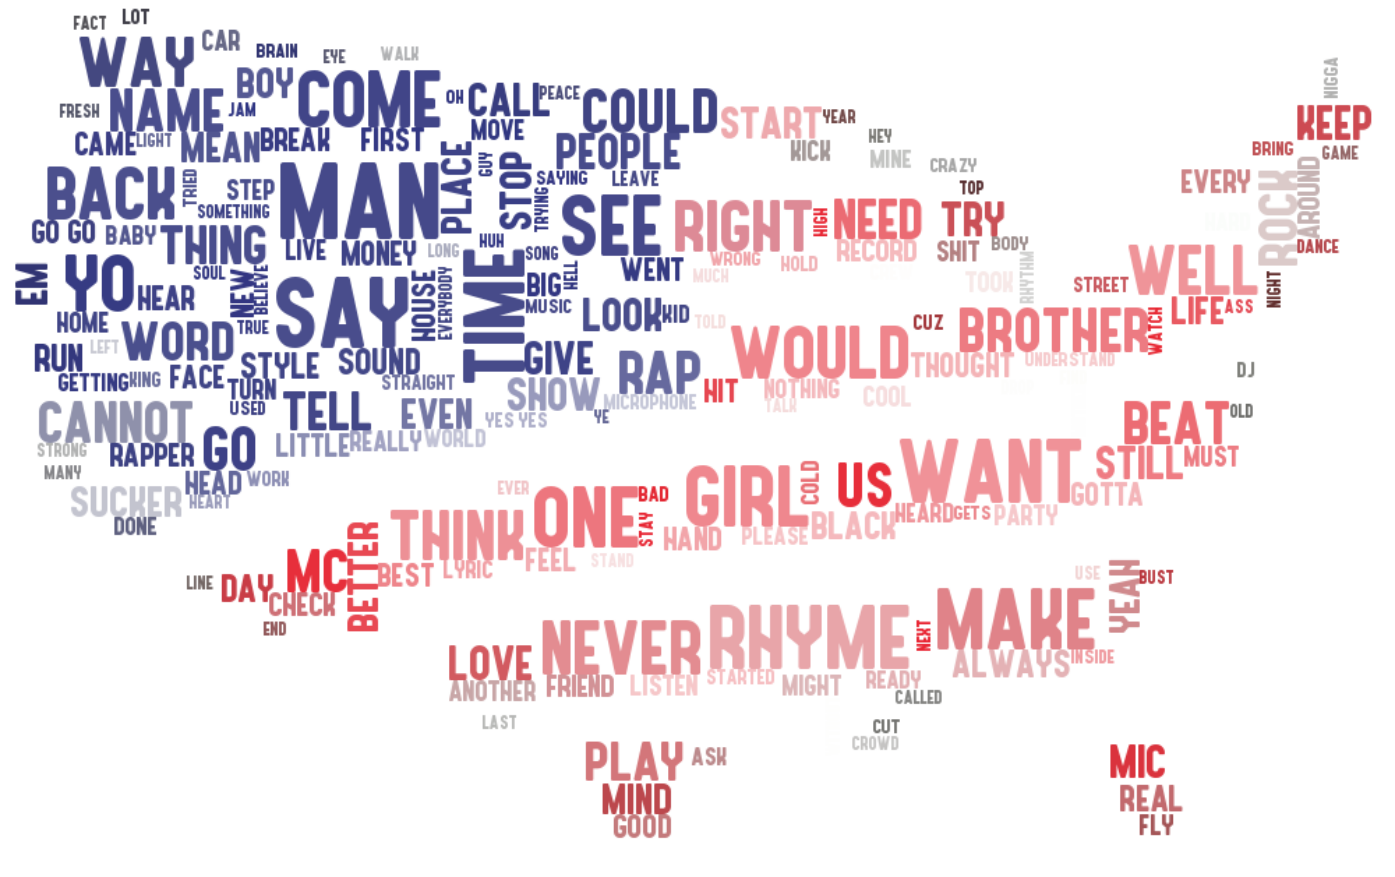 FACT LOT
WAY CAR BRAIN EYE WALK
BOY COME OH CALL PEACE COULD START YEAR
FRESH NAME JAM BREAK FIRST MOVE PEOPLE KICK HEY
CAME LIGHT MEAN PLACE GUY STOP MINE CRAZY
NIGGA KEEP
BRING GAME
BACK TRIED STEP MAN SAYING LEAVE TOP EVERY ROCK AROUND
SOMETHING TRYING SEE RIGHT HIGH NEED TRY
GO GO BABY THING LIVE MONEY LONG HUH SONG WRONG HOLD RECORD SHIT BODY DANCE
EM YO HEAR SOUL NEW BELIEVE SAY HOUSE EVERYBODY TIME BIG HELL WENT MUCH TOOK RHYTHM STREET WELL NIGHT
MUSIC LOOK KID TOLD CUZ BROTHER WATCH LIFE ASS
HOME LEFT WORD TRUE
RUN STYLE SOUND GIVE RAP WOULD THOUGHT UNDERSTAND
GETTING KING FACE TURN STRAIGHT SHOW MICROPHONE HIT NOTHING COOL DJ
USED TALK
CANNOT TELL EVEN YES YES YE BEAT OLD
STRONG RAPPER GO LITTLE REALLY WORLD
MANY HEAD WORK GIRL COLD US WANT STILL MUST
SUCKER HEART EVER ONE BAD GOTTA
DONE BETTER THINK STAY HAND PLEASE BLACK HEARD GETS PARTY
LINE DAY MC BEST LYRIC FEEL STAND USE YEAH BUST
CHECK
END NEVER RHYME NEXT MAKE
LOVE ALWAYS INSIDE
ANOTHER FRIEND LISTEN STARTED MIGHT READY
CALLED
LAST CUT
CROWD
PLAY ASK MIC
MIND REAL
GOOD FLY